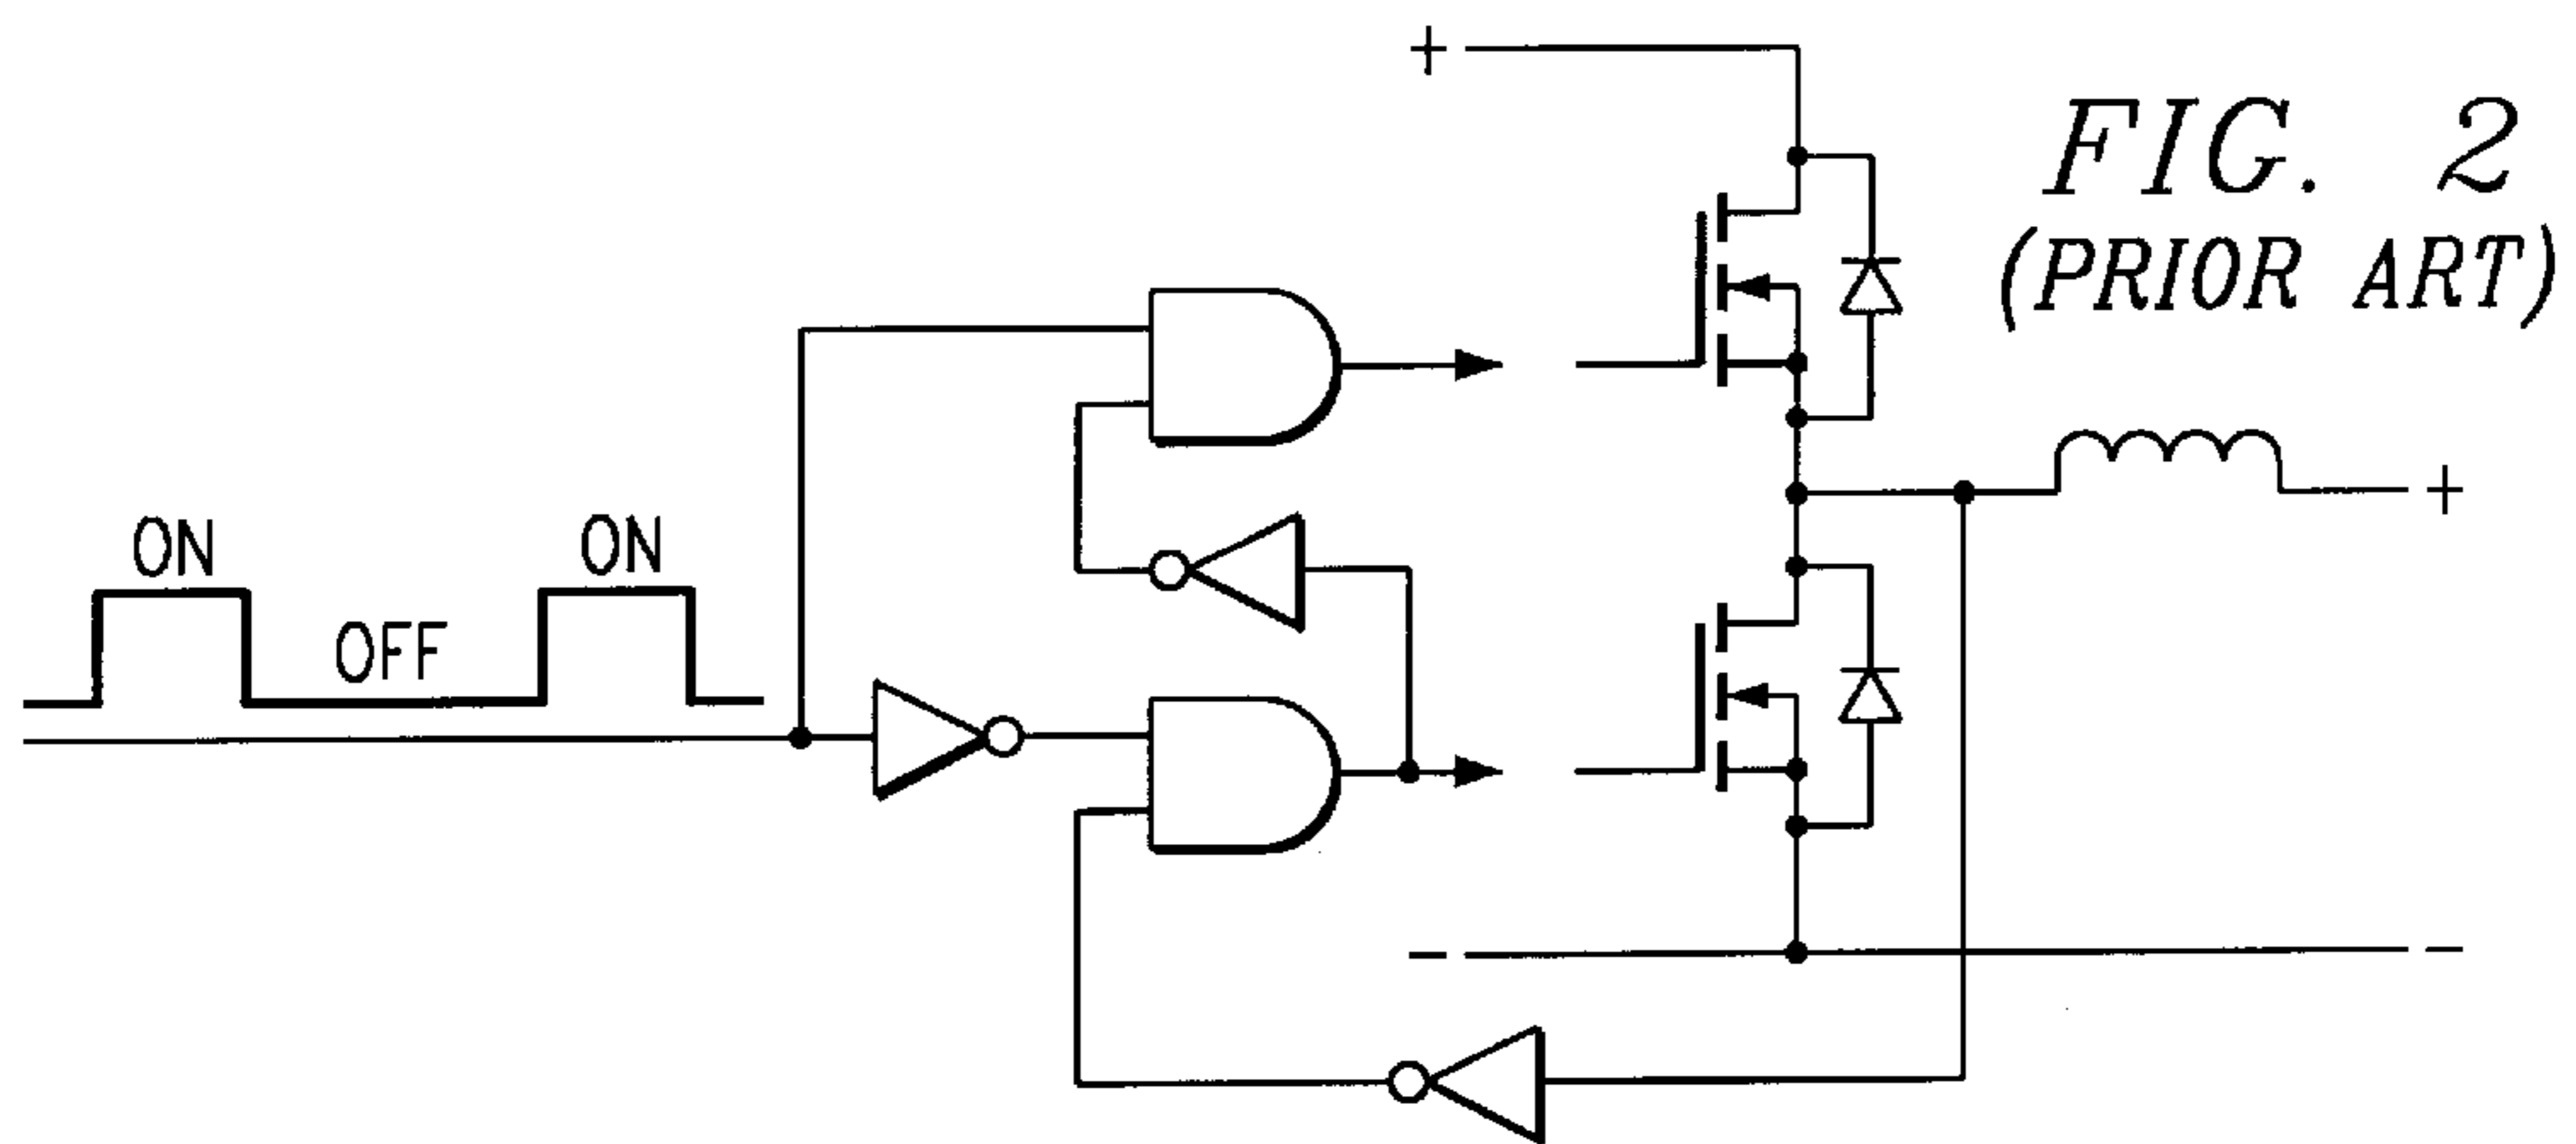 +
FIG. 2
(PRIOR ART)
ON
ON
OFF
+
-
-